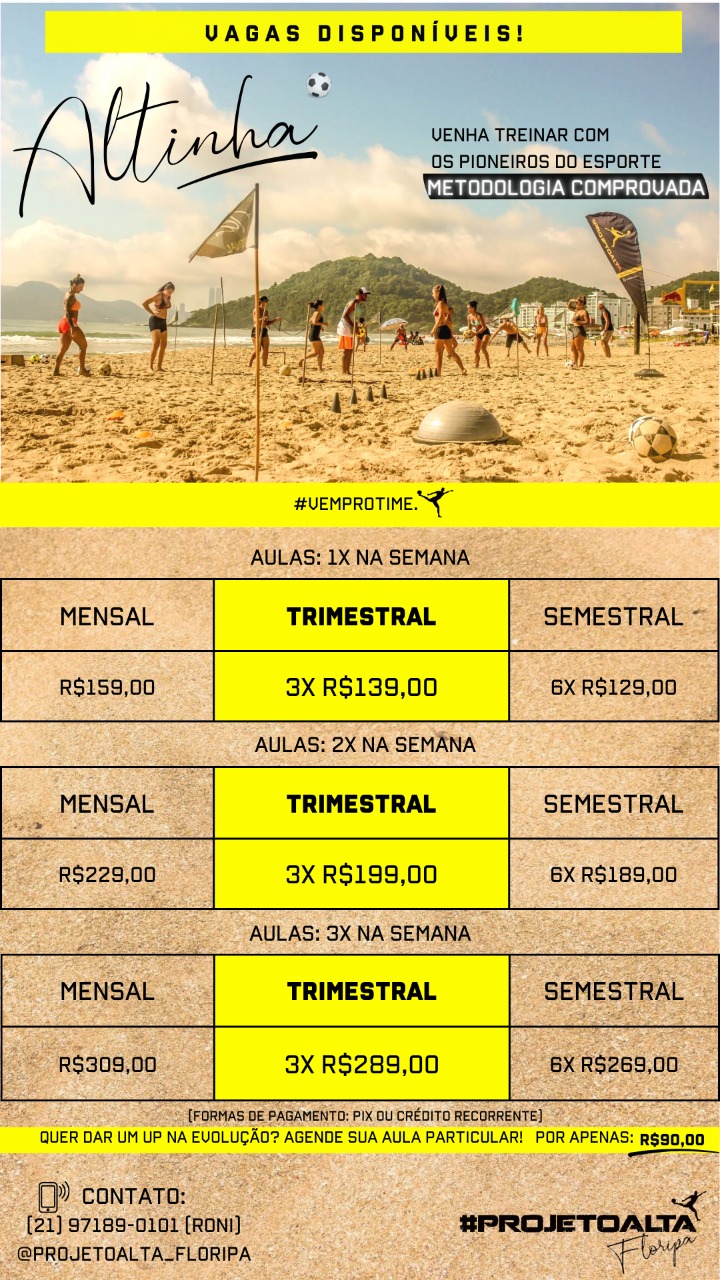 VAGAS DISPONÍVEIS!
Altinha
VENHA TREINAR COM
OS PIONEIROS DO ESPORTE
METODOLOGIA COMPROVADA
PROJETOALTA
#VEMPROTIME.
AULAS: 1X NA SEMANA
MENSAL TRIMESTRAL SEMESTRAL
R$159,00 3X R$139,00 6X R$129,00
AULAS: 2X NA SEMANA
MENSAL TRIMESTRAL SEMESTRAL
R$229,00 3X R$199,00 6X R$189,00
AULAS: 3X NA SEMANA
MENSAL TRIMESTRAL SEMESTRAL
R$309,00 3X R$289,00 6X R$269,00
(FORMAS DE PAGAMENTO: PIX OU CRÉDITO RECORRENTE)
QUER DAR UM UP NA EVOLUÇÃO? AGENDE SUA AULA PARTICULAR! POR APENAS: R$90,00
CONTATO:
(21) 97189-0101 (RONI)
@PROJETOALTA_FLORIPA
#PROJETOALTA
Floripa